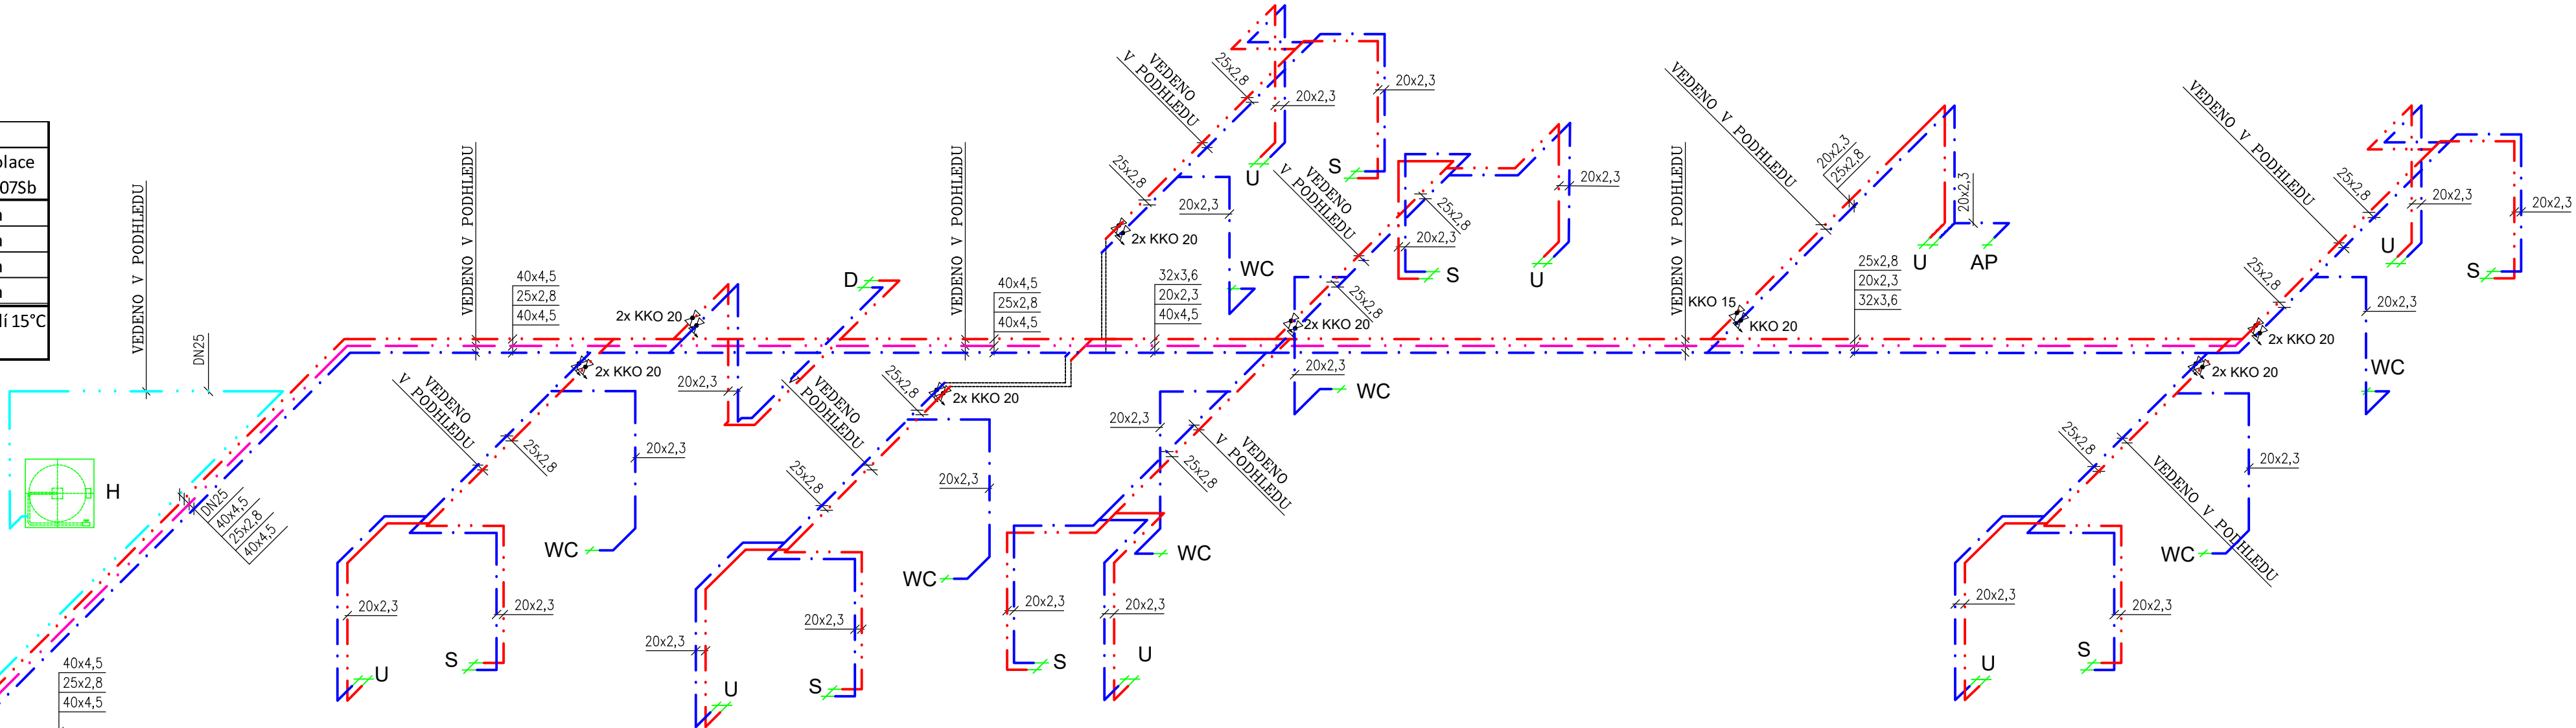 place
07Sb
lí 15°C
VEDENO V PODHLEDU
DN25
H
DN25
40x4,5
25x2,8
40x4,5
40x4,5
25x2,8
40x4,5
VEDENO V PODHLEDU
40x4,5
25x2,8
40x4,5
2x KKO 20
2x KKO 20
VEDENO
V PODHLEDU
25x2,8
20x2,3
WC
20x2,3
U
20x2,3
S
20x2,3
D
VEDENO V PODHLEDU
40x4,5
25x2,8
40x4,5
VEDENO
V PODHLEDU
25x2,8
2x KKO 20
25x2,8
20x2,3
WC
20x2,3
U
20x2,3
S
VEDENO
V PODHLEDU
25x2,8
25x2,8
2x KKO 20
20x2,3
WC
20x2,3
U
20x2,3
S
32x3,6
20x2,3
40x4,5
VEDENO
V PODHLEDU
25x2,8
20x2,3
S
20x2,3
U
25x2,8
2x KKO 20
20x2,3
WC
20x2,3
25x2,8
VEDENO
V PODHLEDU
WC
20x2,3
S
20x2,3
U
VEDENO V PODHLEDU
VEDENO V PODHLEDU
20x2,3
25x2,8
KKO 15
KKO 20
20x2,3
U
AP
25x2,8
20x2,3
32x3,6
VEDENO V PODHLEDU
25x2,8
20x2,3
U
20x2,3
S
25x2,8
2x KKO 20
20x2,3
WC
2x KKO 20
25x2,8
VEDENO V PODHLEDU
20x2,3
WC
20x2,3
U
20x2,3
S